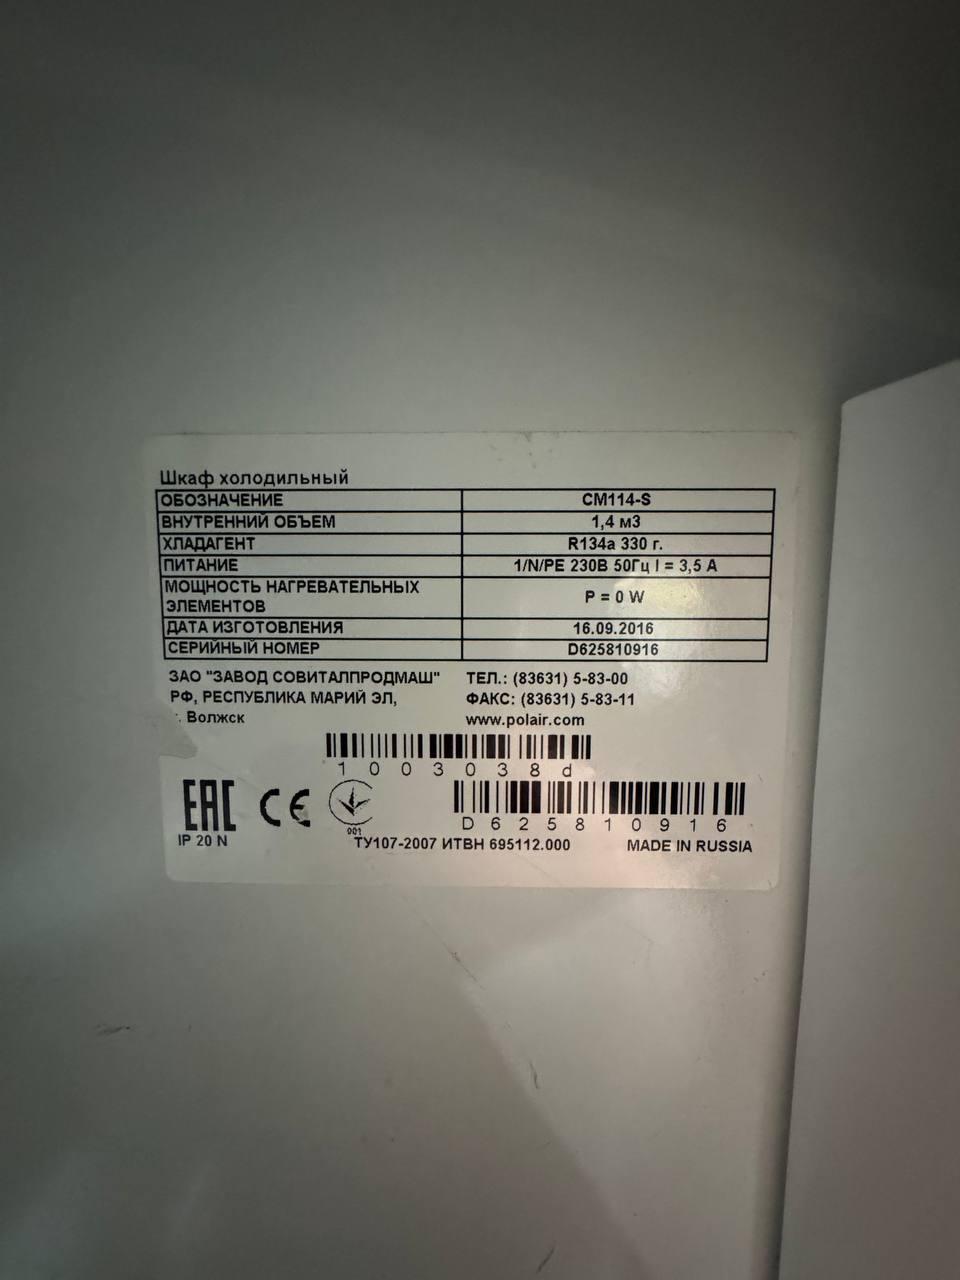 Шкаф холодильный
ОБОЗНАЧЕНИЕ CM114-S
ВНУТРЕННИЙ ОБЪЕМ 1,4 м3
ХЛАДАГЕНТ R134a 330 г.
ПИТАНИЕ 1/N/PE 230В 50Гц I = 3,5 А
МОЩНОСТЬ НАГРЕВАТЕЛЬНЫХ
ЭЛЕМЕНТОВ P = 0 W
ДАТА ИЗГОТОВЛЕНИЯ 16.09.2016
СЕРИЙНЫЙ НОМЕР D625810916
ЗАО "ЗАВОД СОВИТАЛПРОДМАШ" ТЕЛ.: (83631) 5-83-00
РФ, РЕСПУБЛИКА МАРИЙ ЭЛ, ФАКС: (83631) 5-83-11
Волжск www.polair.com
1003038d
EAC CE 001
D625810916
IP 20 N ТУ107-2007 ИТВН 695112.000 MADE IN RUSSIA